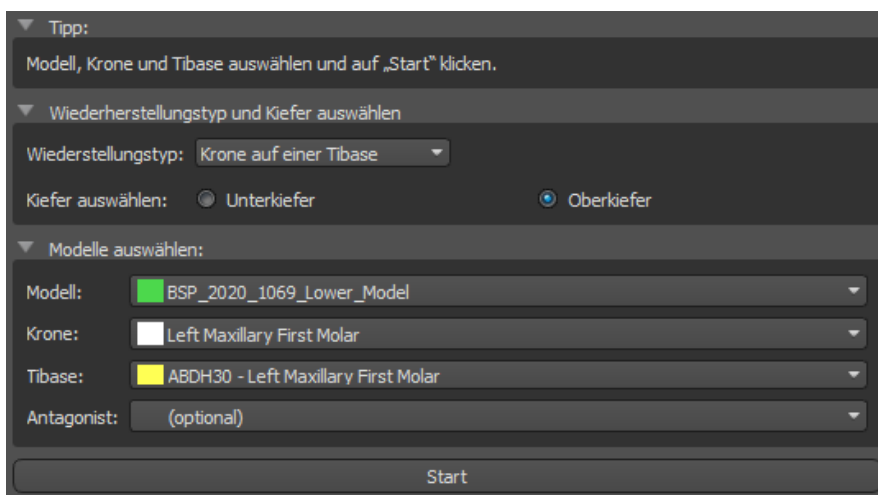 Tipp:
Modell, Krone und Tibase auswählen und auf „Start“ klicken.
Wiederherstellungstyp und Kiefer auswählen
Wiederstellungstyp: Krone auf einer Tibase
Kiefer auswählen: Unterkiefer Oberkiefer
Modelle auswählen:
Modell: BSP_2020_1069_Lower_Model
Krone: Left Maxillary First Molar
Tibase: ABDH30 - Left Maxillary First Molar
Antagonist: (optional)
Start